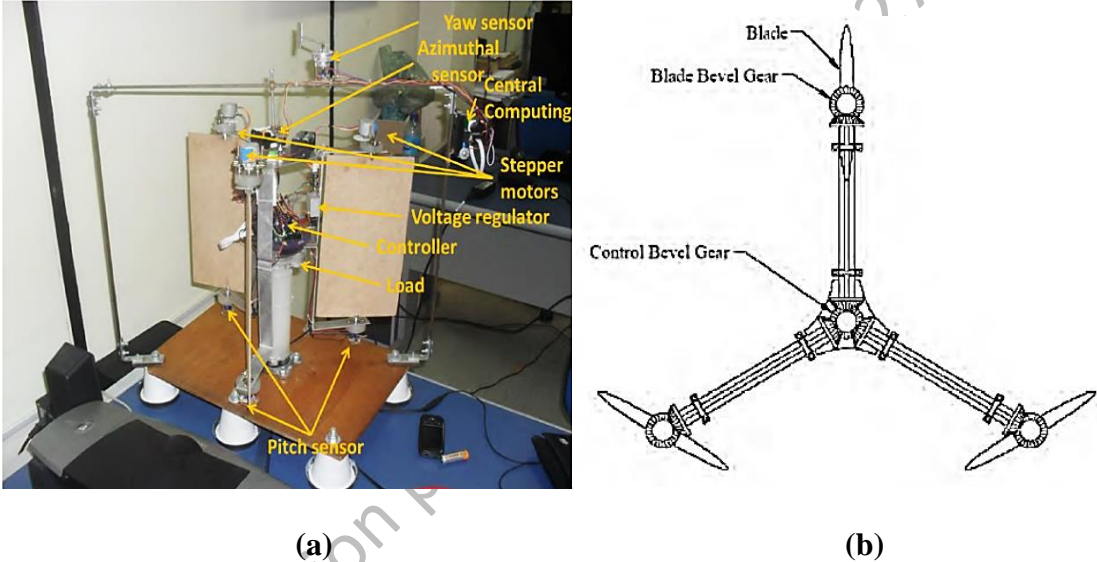 Yaw sensor
Azimuthal
sensor
Central
Computing
Stepper
motors
Voltage regulator
Controller
Load
Pitch sensor
(a)
Blade
Blade Bevel Gear
Control Bevel Gear
(b)
on p